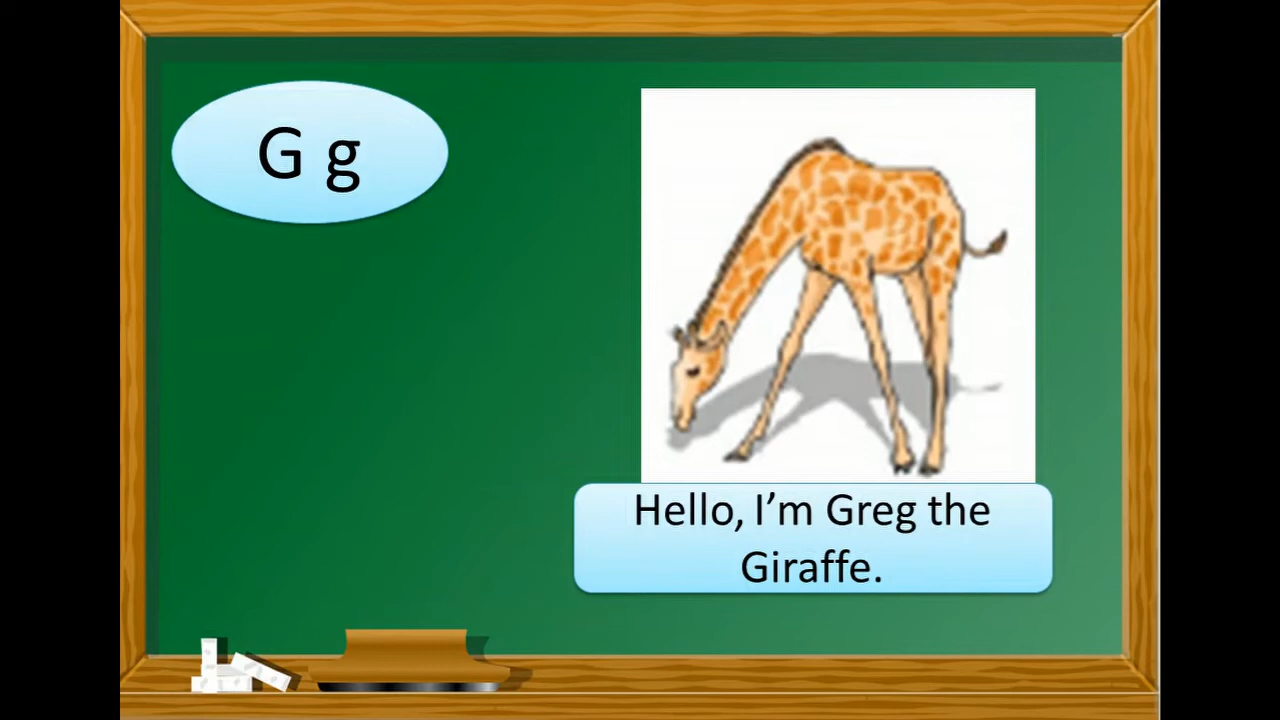 G g
Hello, I’m Greg the
Giraffe.